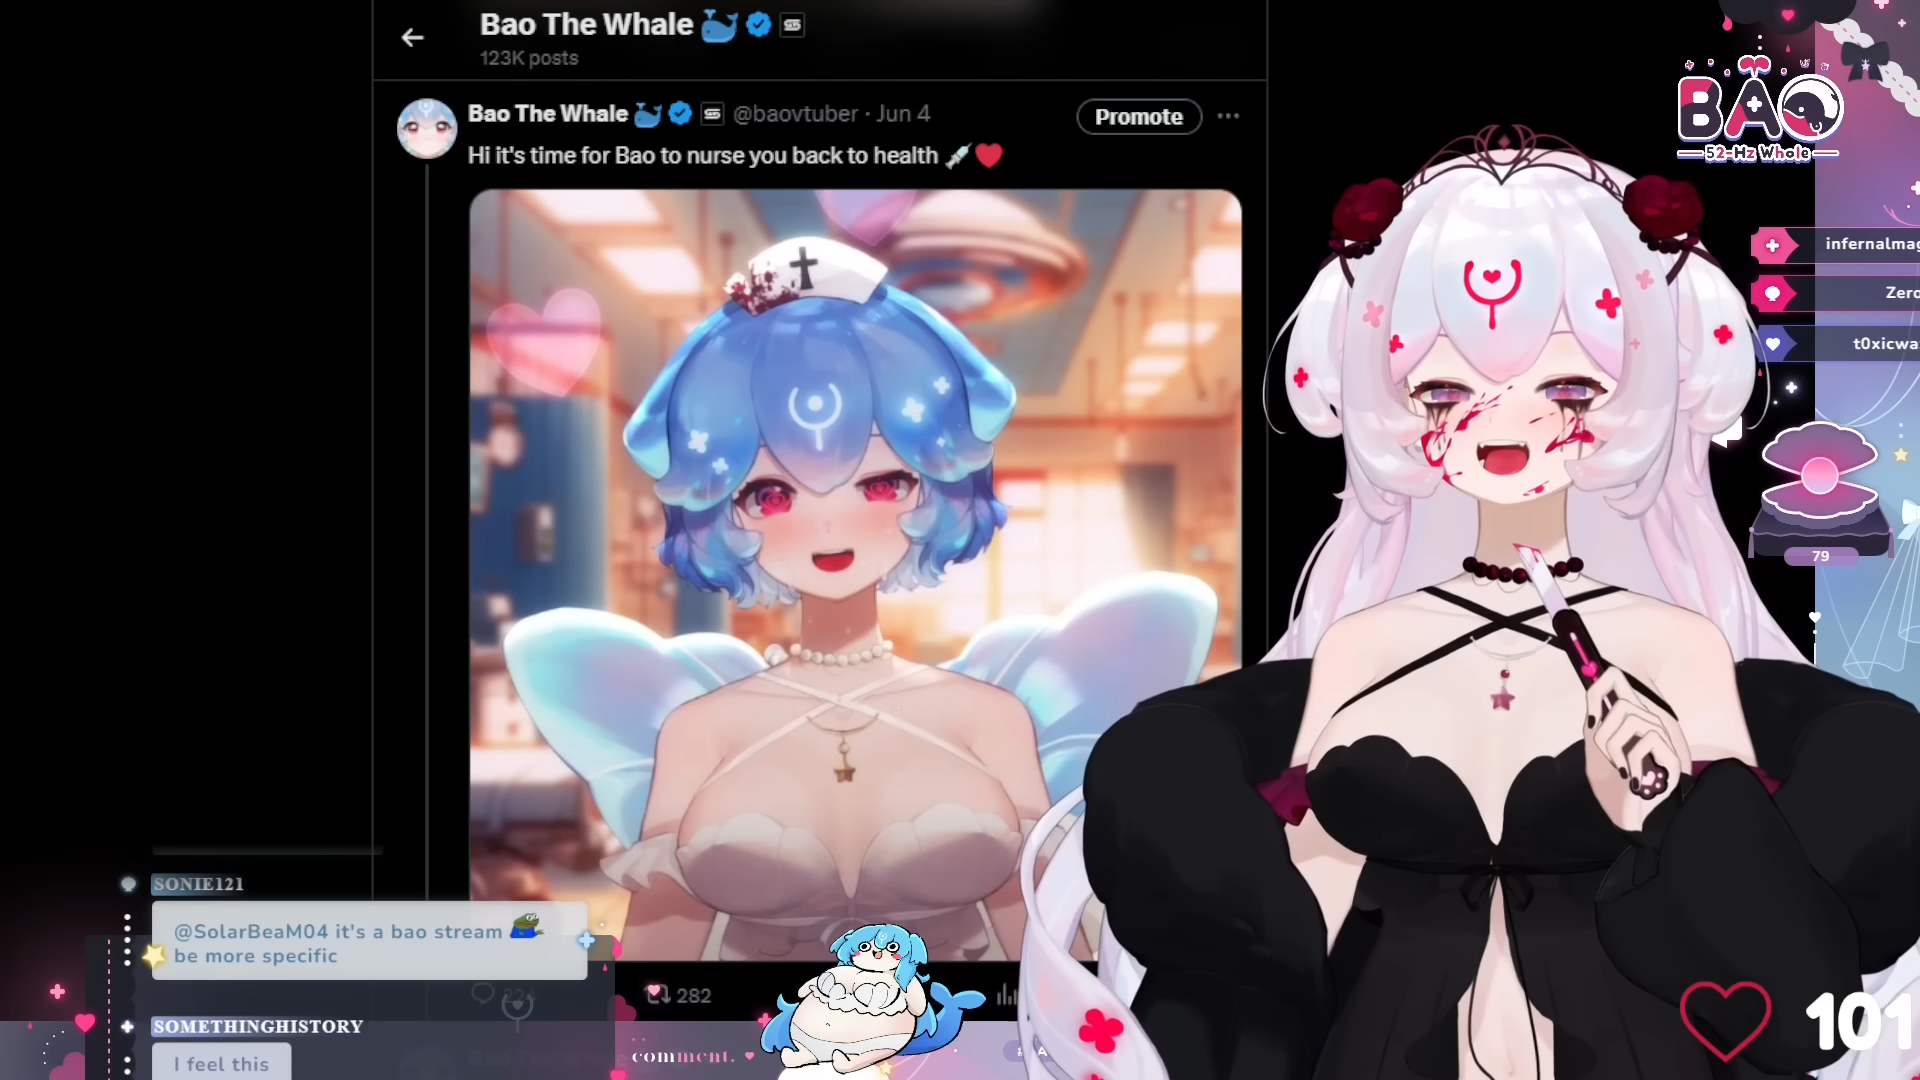 Bao The Whale
123K posts
Bao The Whale @baovtuber · Jun 4
Promote
Hi it's time for Bao to nurse you back to health
282
BAO
52-Hz Whole
infernalmag
Zero
t0xicwa
79
SONIE121
@SolarBeaM04 it's a bao stream
be more specific
SOMETHINGHISTORY
I feel this
comment.
101